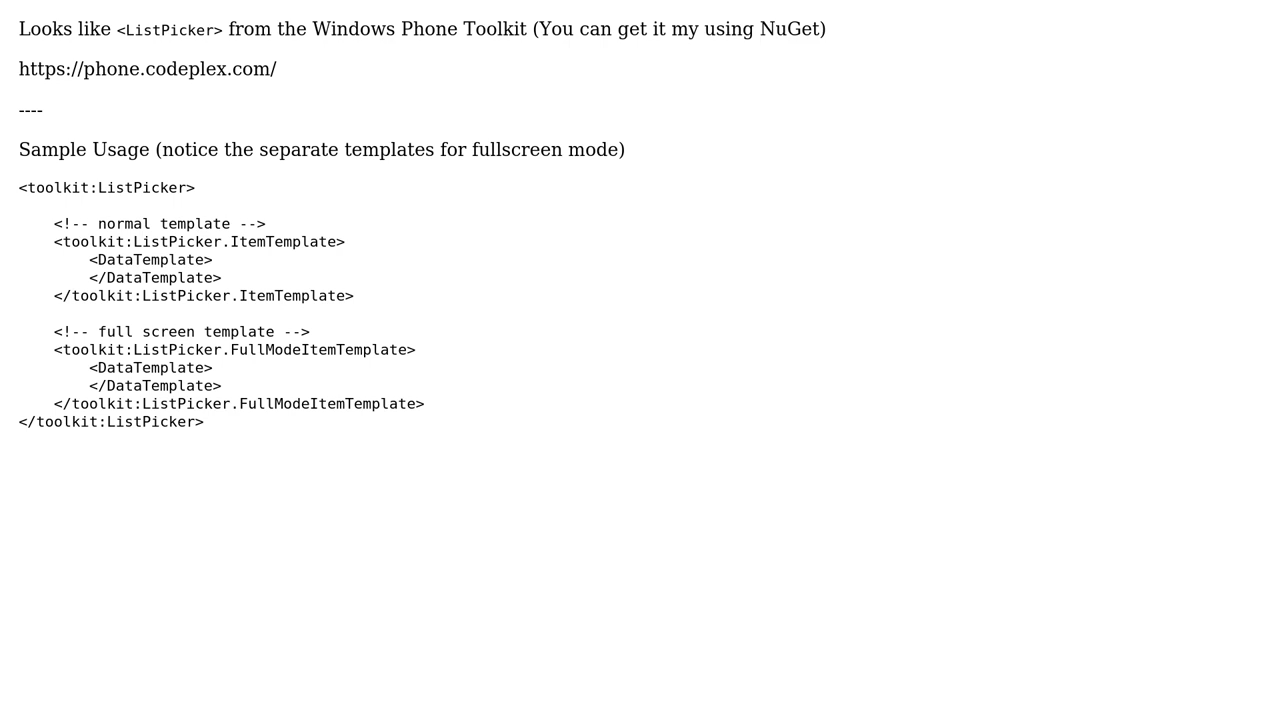 Looks like <ListPicker> from the Windows Phone Toolkit (You can get it my using NuGet)
https://phone.codeplex.com/
----
Sample Usage (notice the separate templates for fullscreen mode)
<toolkit:ListPicker>
    <!-- normal template -->
    <toolkit:ListPicker.ItemTemplate>
        <DataTemplate>
        </DataTemplate>
    </toolkit:ListPicker.ItemTemplate>
    <!-- full screen template -->
    <toolkit:ListPicker.FullModeItemTemplate>
        <DataTemplate>
        </DataTemplate>
    </toolkit:ListPicker.FullModeItemTemplate>
</toolkit:ListPicker>